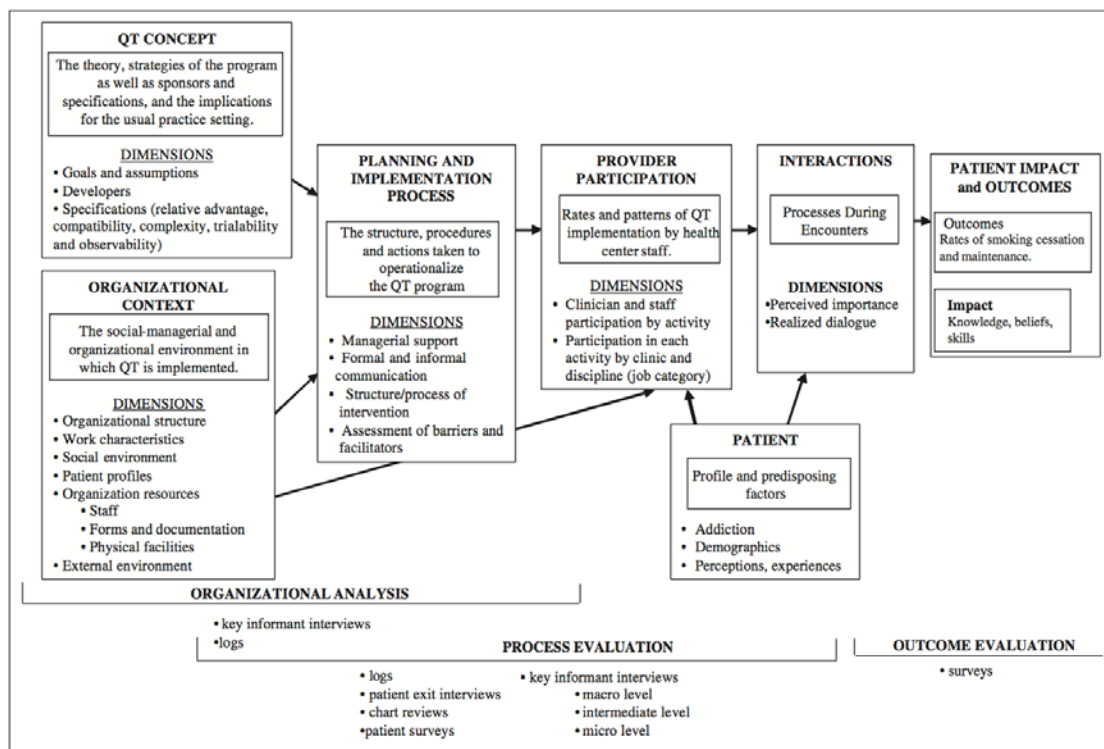 QT CONCEPT
The theory, strategies of the program
as well as sponsors and
specifications, and the implications
for the usual practice setting.
DIMENSIONS
• Goals and assumptions
• Developers
• Specifications (relative advantage,
compatibility, complexity, trialability
and observability)
ORGANIZATIONAL
CONTEXT
The social-managerial and
organizational environment in
which QT is implemented.
DIMENSIONS
• Organizational structure
• Work characteristics
• Social environment
• Patient profiles
• Organization resources
• Staff
• Forms and documentation
• Physical facilities
• External environment
PLANNING AND
IMPLEMENTATION
PROCESS
The structure, procedures
and actions taken to
operationalize
the QT program
DIMENSIONS
• Managerial support
• Formal and informal
communication
• Structure/process of
intervention
• Assessment of barriers and
facilitators
PROVIDER
PARTICIPATION
Rates and patterns of QT
implementation by health
center staff.
DIMENSIONS
• Clinician and staff
participation by activity
• Participation in each
activity by clinic and
discipline (job category)
INTERACTIONS
Processes During
Encounters
DIMENSIONS
•Perceived importance
•Realized dialogue
PATIENT IMPACT
and OUTCOMES
Outcomes
Rates of smoking cessation
and maintenance.
Impact
Knowledge, beliefs,
skills
PATIENT
Profile and predisposing
factors
• Addiction
• Demographics
• Perceptions, experiences
ORGANIZATIONAL ANALYSIS
• key informant interviews
•logs
PROCESS EVALUATION
• logs
• patient exit interviews
• chart reviews
•patient surveys
• key informant interviews
•macro level
•intermediate level
• micro level
OUTCOME EVALUATION
• surveys